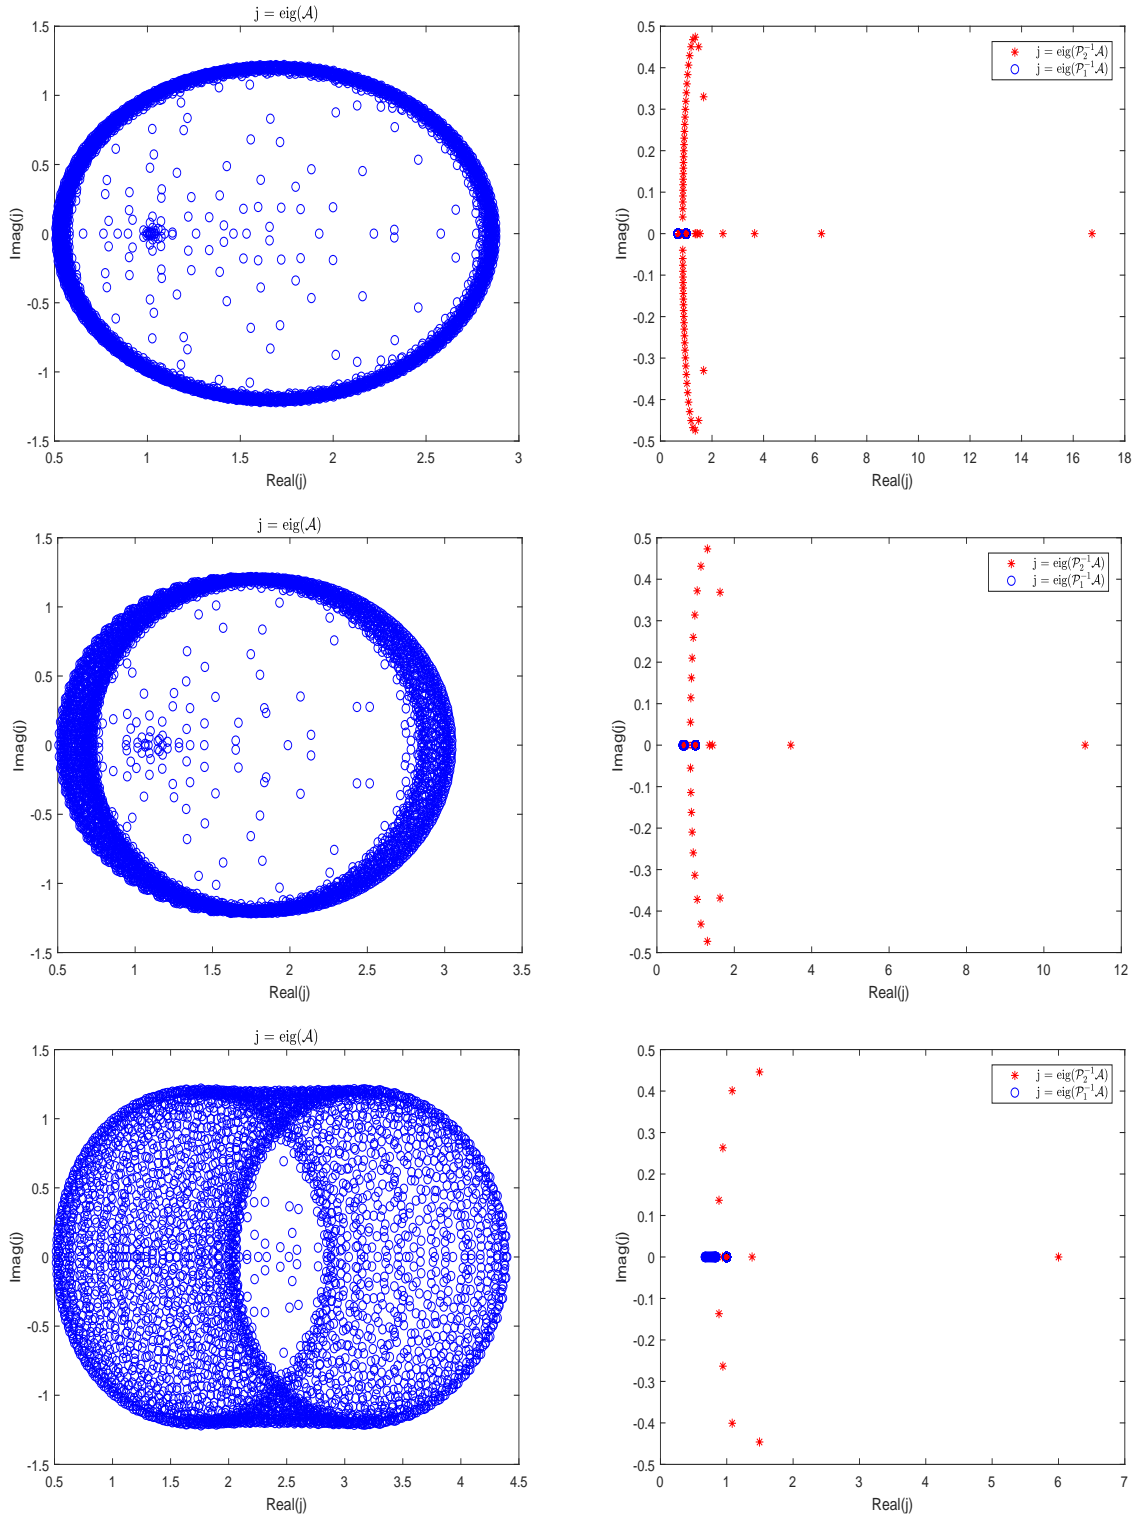 j = eig(𝒜)
1.5
1
0.5
0
-0.5
-1
-1.5
Imag(j)
0.5 1 1.5 2 2.5 3
Real(j)
j = eig(𝒫₂⁻¹𝒜)
j = eig(𝒫₁⁻¹𝒜)
0.5
0.4
0.3
0.2
0.1
0
-0.1
-0.2
-0.3
-0.4
-0.5
Imag(j)
0 2 4 6 8 10 12 14 16 18
Real(j)
j = eig(𝒜)
1.5
1
0.5
0
-0.5
-1
-1.5
Imag(j)
0.5 1 1.5 2 2.5 3 3.5
Real(j)
j = eig(𝒫₂⁻¹𝒜)
j = eig(𝒫₁⁻¹𝒜)
0.5
0.4
0.3
0.2
0.1
0
-0.1
-0.2
-0.3
-0.4
-0.5
Imag(j)
0 2 4 6 8 10 12
Real(j)
j = eig(𝒜)
1.5
1
0.5
0
-0.5
-1
-1.5
Imag(j)
0.5 1 1.5 2 2.5 3 3.5 4 4.5
Real(j)
j = eig(𝒫₂⁻¹𝒜)
j = eig(𝒫₁⁻¹𝒜)
0.5
0.4
0.3
0.2
0.1
0
-0.1
-0.2
-0.3
-0.4
-0.5
Imag(j)
0 1 2 3 4 5 6 7
Real(j)